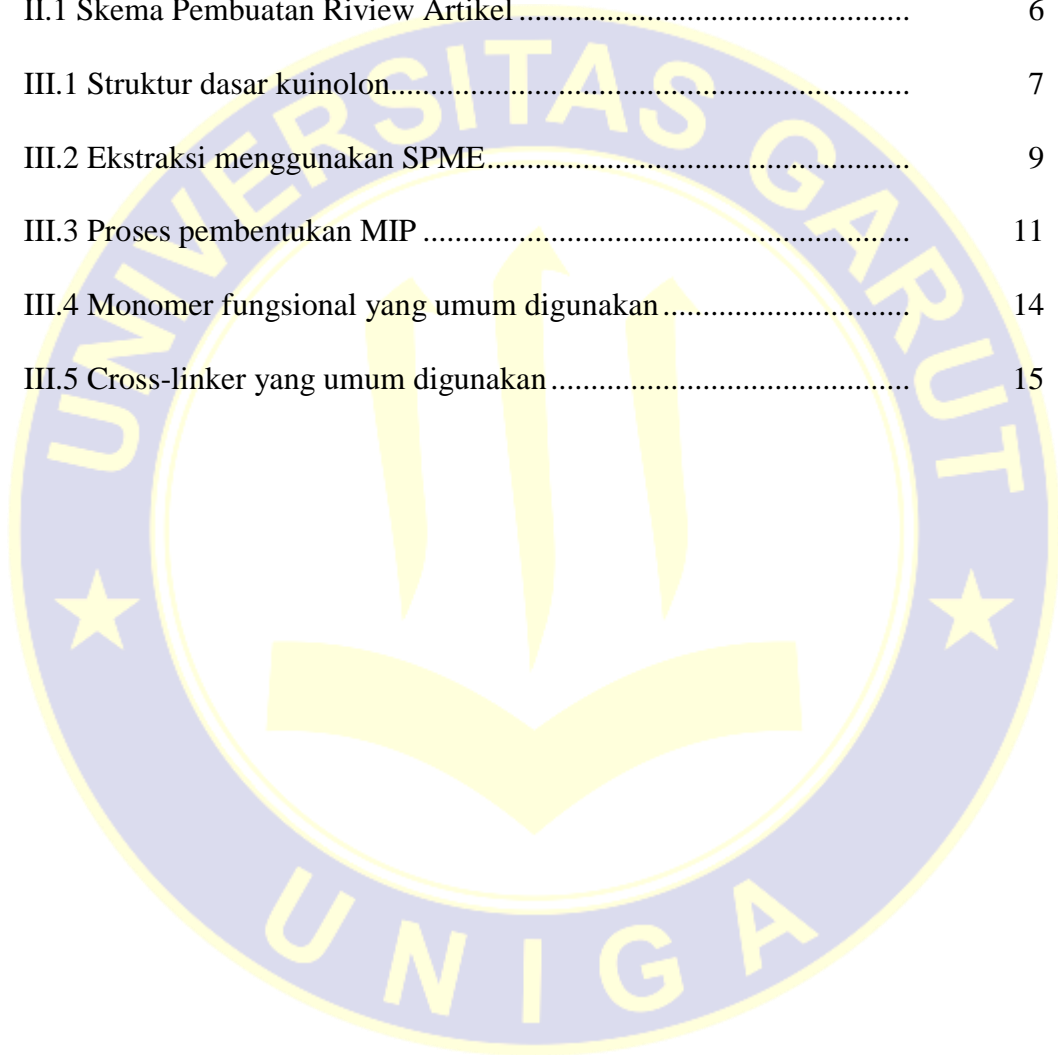 II.1 Skema Pembuatan Riview Artikel ................................................ 6
III.1 Struktur dasar kuinolon................................................................ 7
III.2 Ekstraksi menggunakan SPME.................................................... 9
III.3 Proses pembentukan MIP ............................................................ 11
III.4 Monomer fungsional yang umum digunakan .............................. 14
III.5 Cross-linker yang umum digunakan ............................................ 15
UNIVERSITAS GARUT
UNIGA